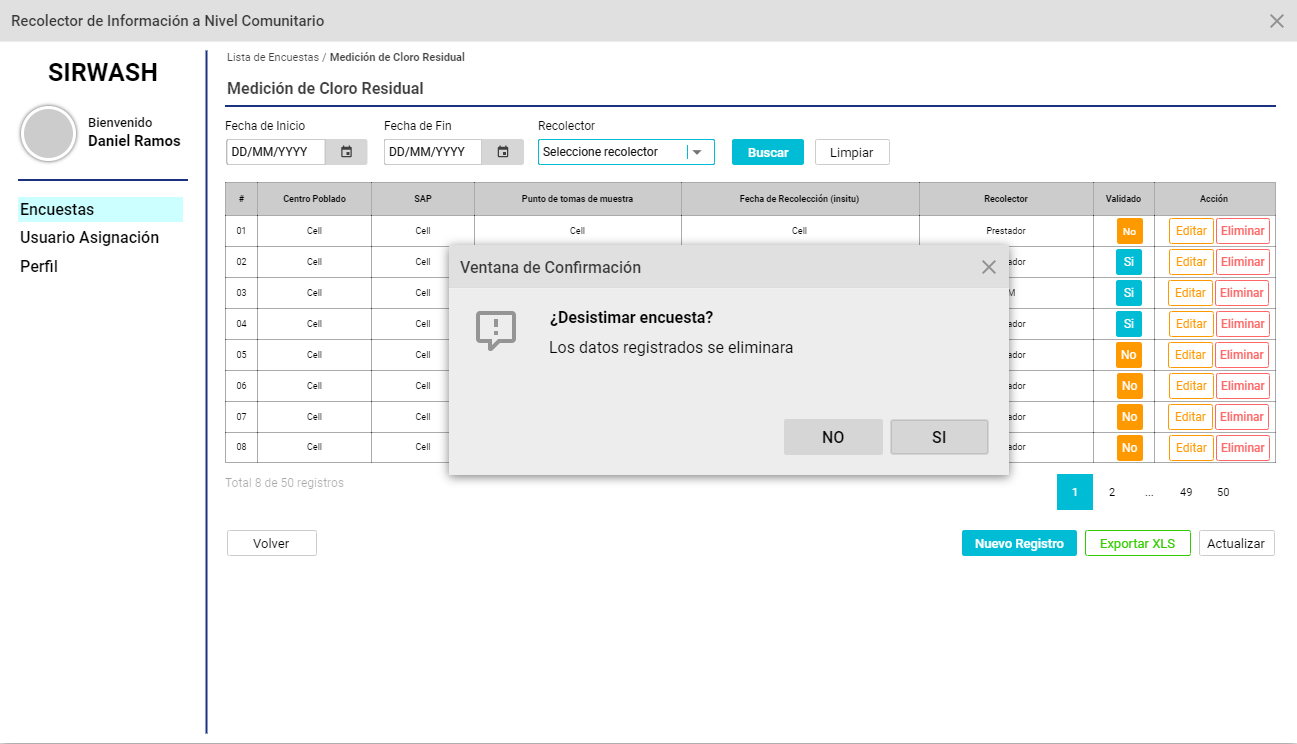 Recolector de Información a Nivel Comunitario
SIRWASH
Bienvenido
Daniel Ramos
Encuestas
Usuario Asignación
Perfil
Lista de Encuestas / Medición de Cloro Residual
Medición de Cloro Residual
Fecha de Inicio Fecha de Fin Recolector
DD/MM/YYYY DD/MM/YYYY Seleccione recolector Buscar Limpiar
# Centro Poblado SAP Punto de tomas de muestra Fecha de Recolección (insitu) Recolector Validado Acción
01 Cell Cell Cell Cell Prestador No Editar Eliminar
02 Cell Cell ador Si Editar Eliminar
03 Cell Cell M Si Editar Eliminar
04 Cell Cell ador Si Editar Eliminar
05 Cell Cell ador No Editar Eliminar
06 Cell Cell ador No Editar Eliminar
07 Cell Cell ador No Editar Eliminar
08 Cell Cell ador No Editar Eliminar
Ventana de Confirmación
¿Desistimar encuesta?
Los datos registrados se eliminara
NO SI
Total 8 de 50 registros
1 2 ... 49 50
Volver Nuevo Registro Exportar XLS Actualizar